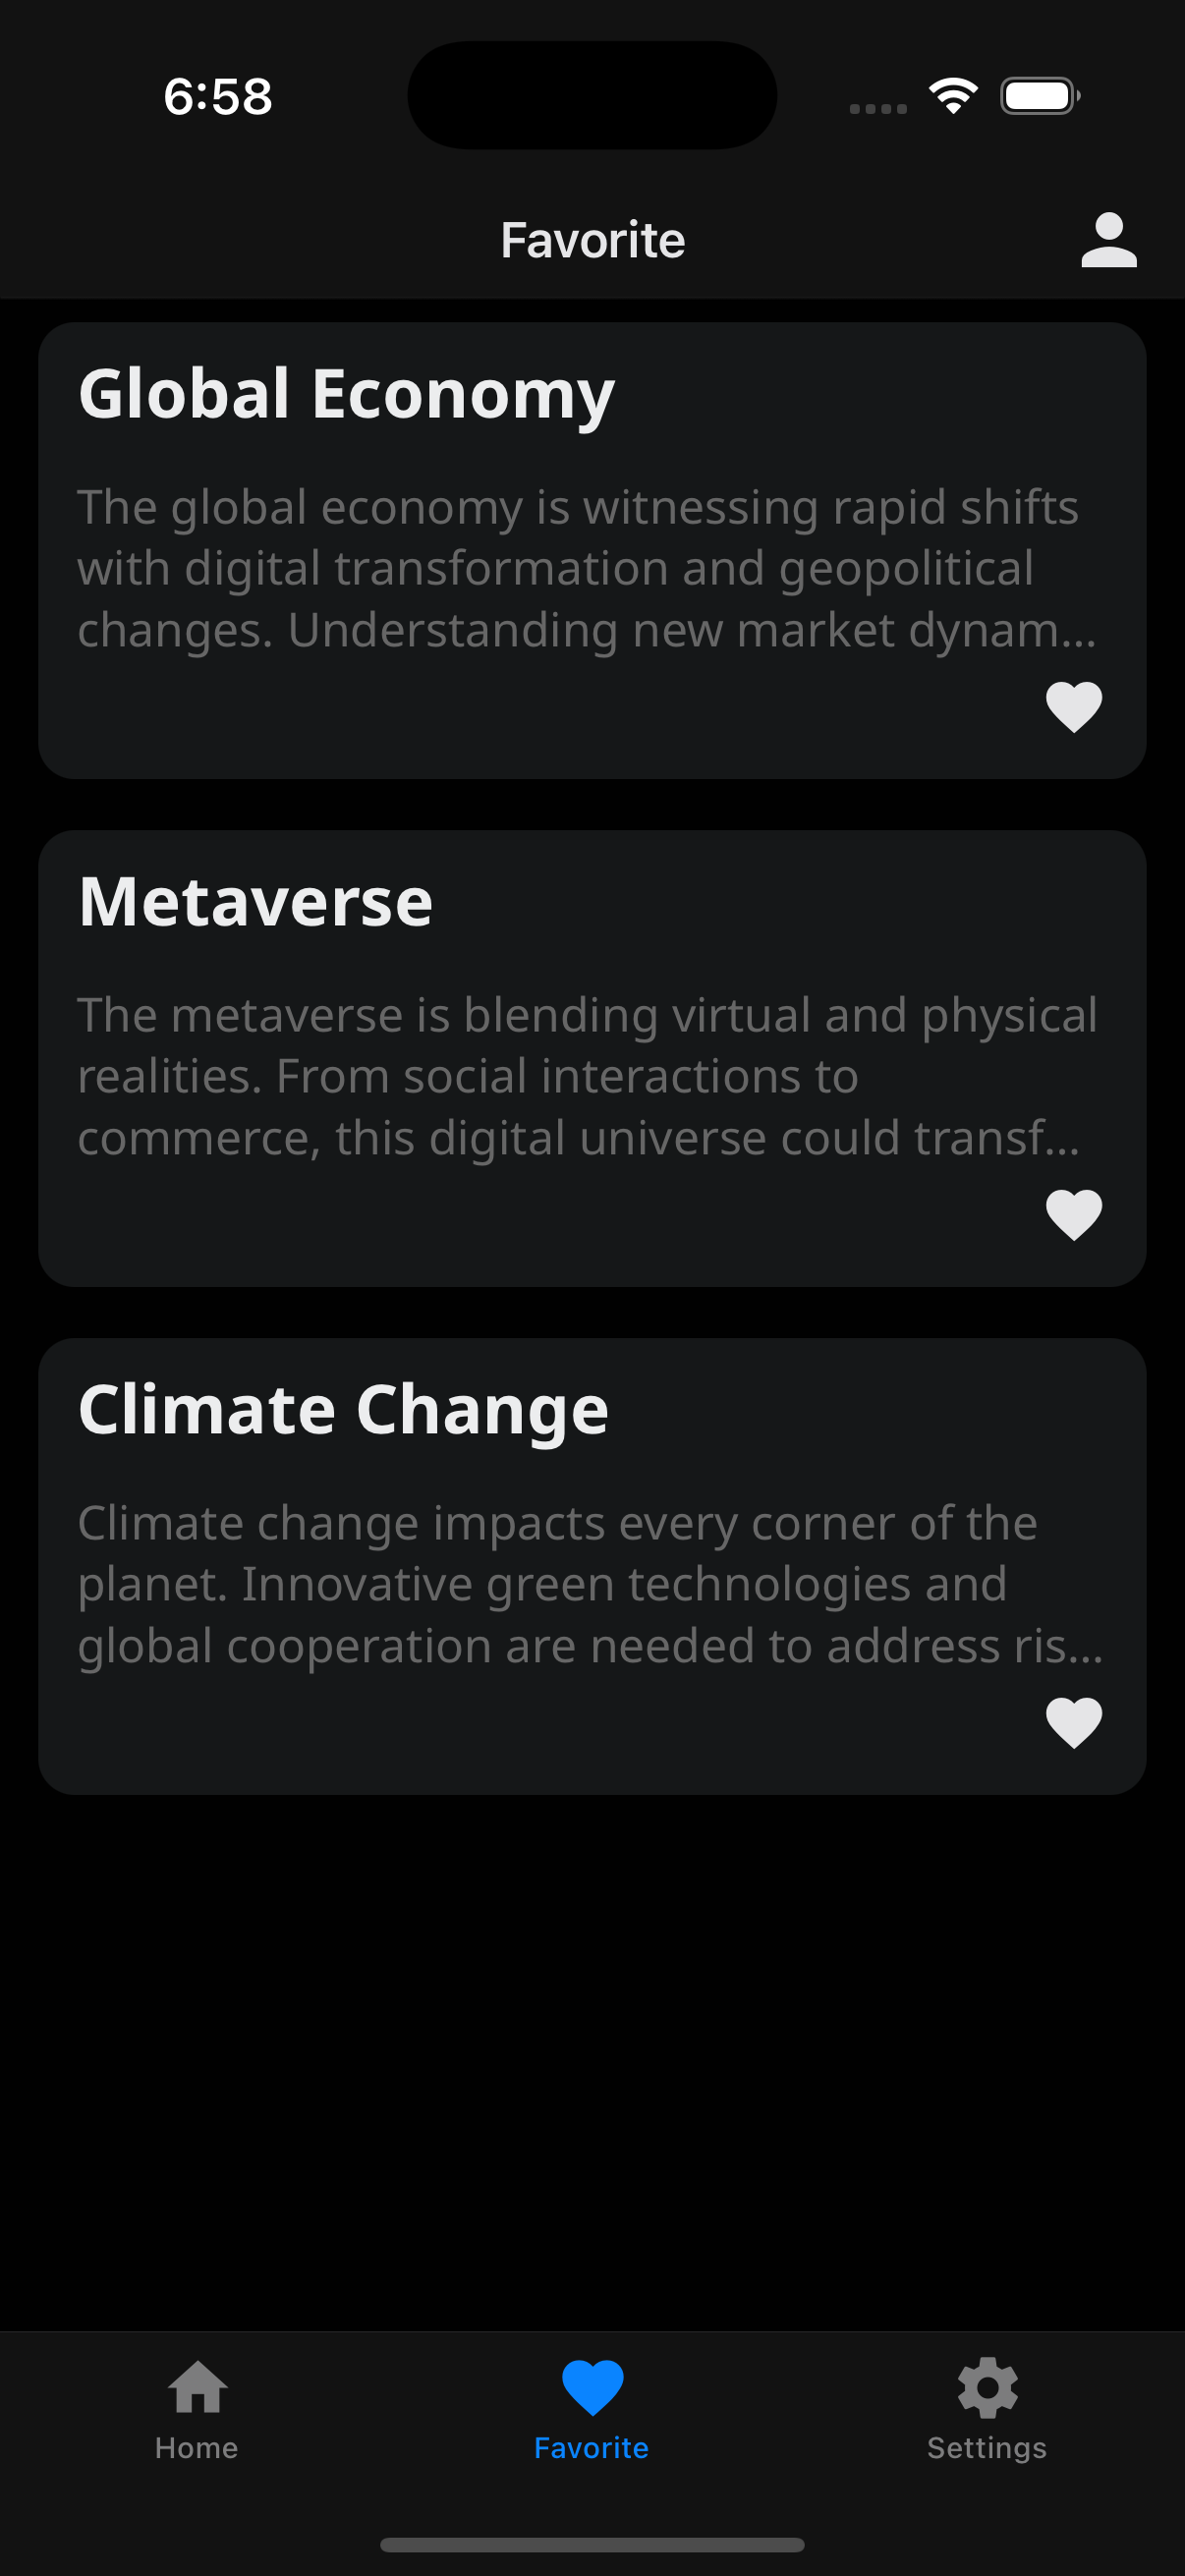 6:58
Favorite
Global Economy
The global economy is witnessing rapid shifts
with digital transformation and geopolitical
changes. Understanding new market dynam...
Metaverse
The metaverse is blending virtual and physical
realities. From social interactions to
commerce, this digital universe could transf...
Climate Change
Climate change impacts every corner of the
planet. Innovative green technologies and
global cooperation are needed to address ris...
Home
Favorite
Settings